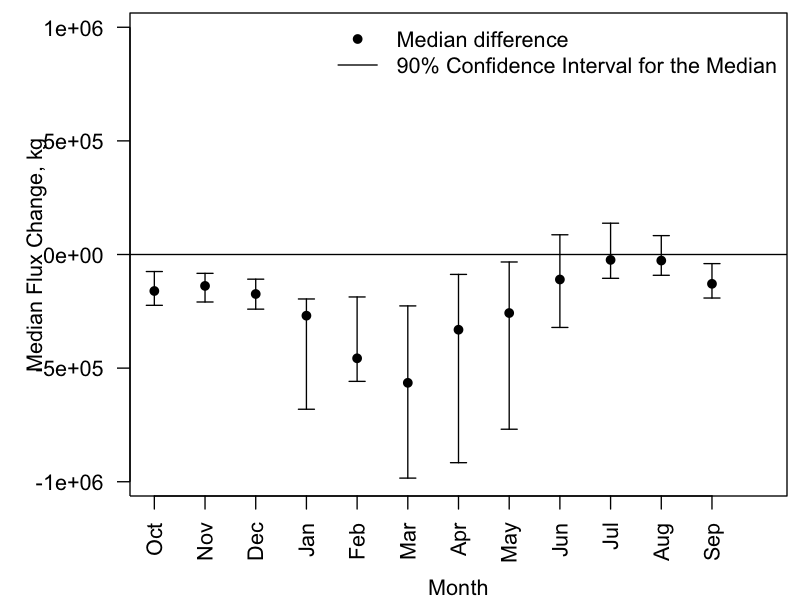 1e+06
5e+05
0e+00
-5e+05
-1e+06
Median Flux Change, kg
Median difference
90% Confidence Interval for the Median
Oct
Nov
Dec
Jan
Feb
Mar
Apr
May
Jun
Jul
Aug
Sep
Month